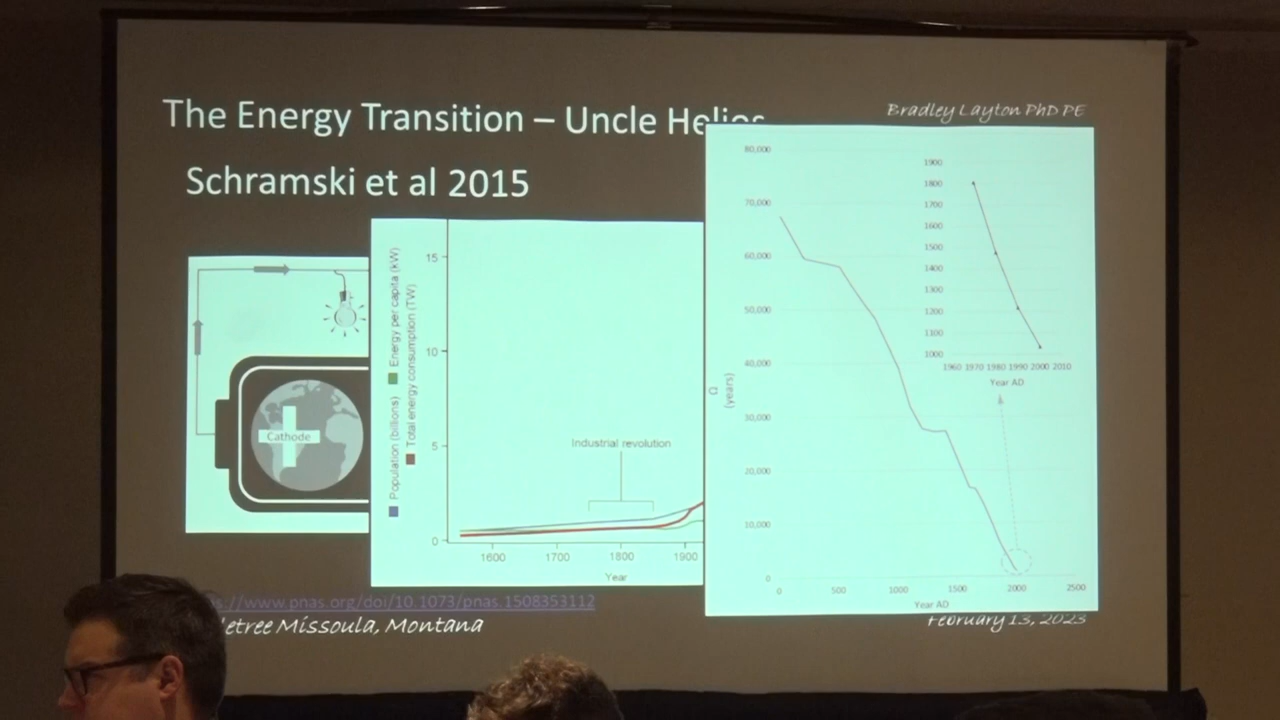 The Energy Transition – Uncle Helios
Bradley Layton PhD PE
Schramski et al 2015
Cathode
Population (billions)
Energy per capita (kW)
Total energy consumption (TW)
15
10
5
0
Industrial revolution
1600 1700 1800 1900
Year
80,000
70,000
60,000
50,000
40,000
30,000
20,000
10,000
0
Ω
(years)
0 500 1000 1500 2000 2500
Year AD
1900
1800
1700
1600
1500
1400
1300
1200
1100
1000
1960 1970 1980 1990 2000 2010
Year AD
s://www.pnas.org/doi/10.1073/pnas.1508353112
etree Missoula, Montana
February 13, 2023